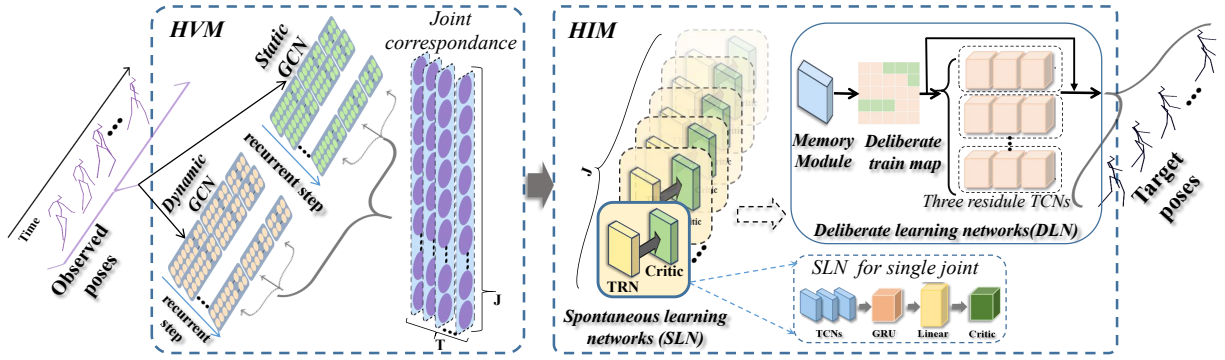 HVM
Static
GCN
Joint
correspondance
recurrent step
Dynamic
GCN
recurrent
step
Time
Observed
poses
J
T
HIM
J
Critic
TRN
Spontaneous learning
networks (SLN)
Memory
Module
Deliberate
train map
Three residule TCNs
Deliberate learning networks(DLN)
SLN for single joint
TCNs
GRU
Linear
Critic
Target
poses